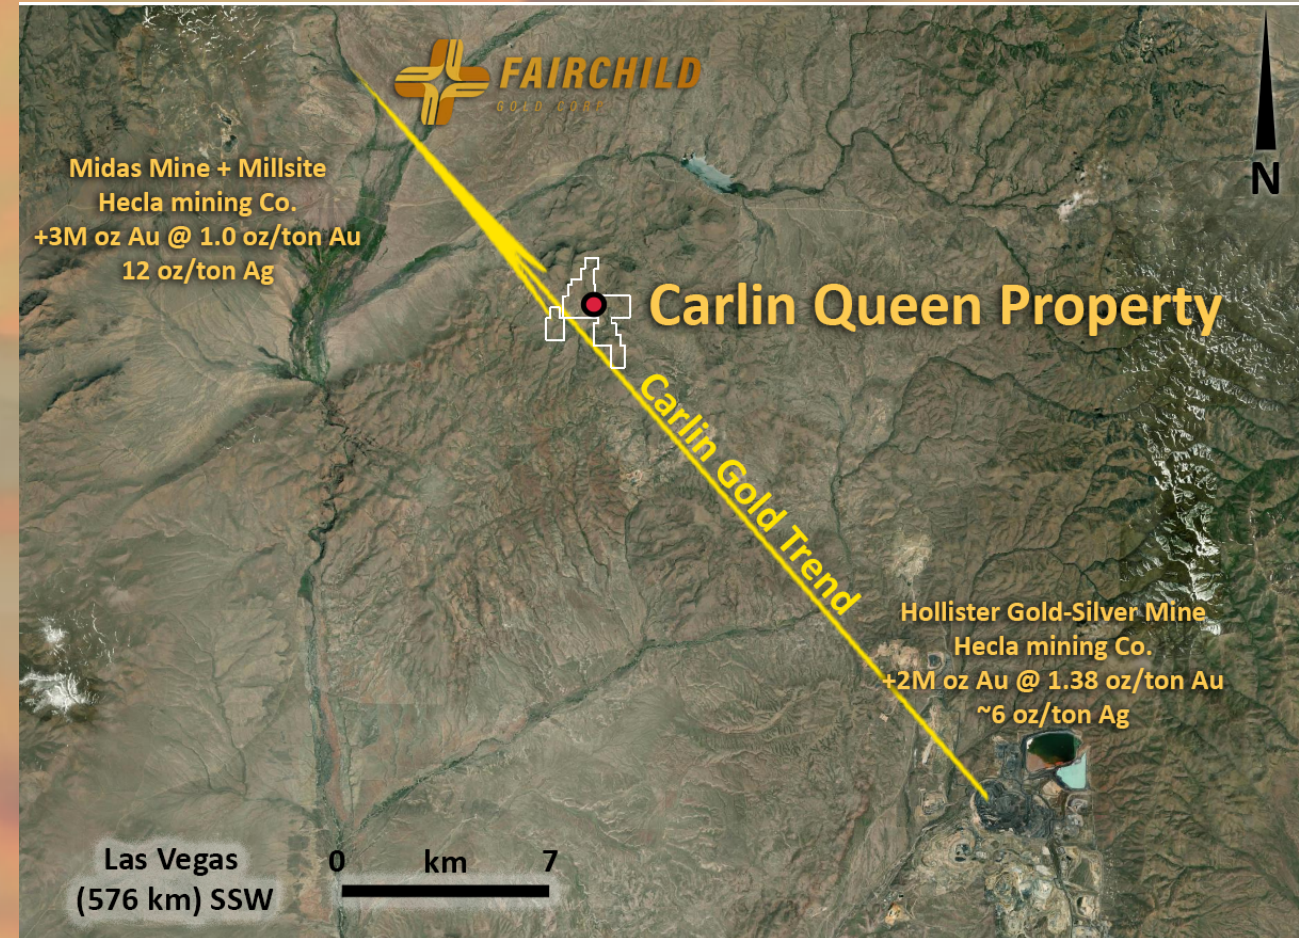 FAIRCHILD
GOLD CORP
N
Midas Mine + Millsite
Hecla mining Co.
+3M oz Au @ 1.0 oz/ton Au
12 oz/ton Ag
Carlin Queen Property
Carlin Gold Trend
Hollister Gold-Silver Mine
Hecla mining Co.
+2M oz Au @ 1.38 oz/ton Au
~6 oz/ton Ag
Las Vegas
(576 km) SSW
0 km 7